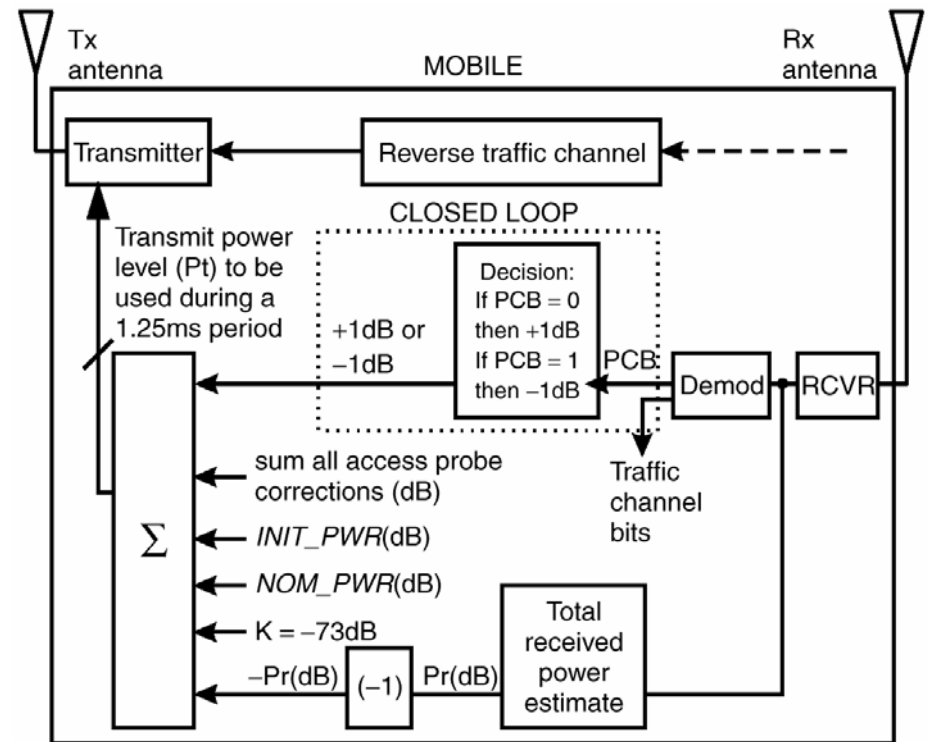 Tx
antenna
MOBILE
Rx
antenna
Transmitter
Reverse traffic channel
CLOSED LOOP
Transmit power
level (Pt) to be
used during a
1.25ms period
+1dB or
−1dB
Decision:
If PCB = 0
then +1dB
If PCB = 1
then −1dB
PCB
Demod
RCVR
Traffic
channel
bits
sum all access probe
corrections (dB)
Σ
INIT_PWR(dB)
NOM_PWR(dB)
K = −73dB
−Pr(dB)
(−1)
Pr(dB)
Total
received
power
estimate